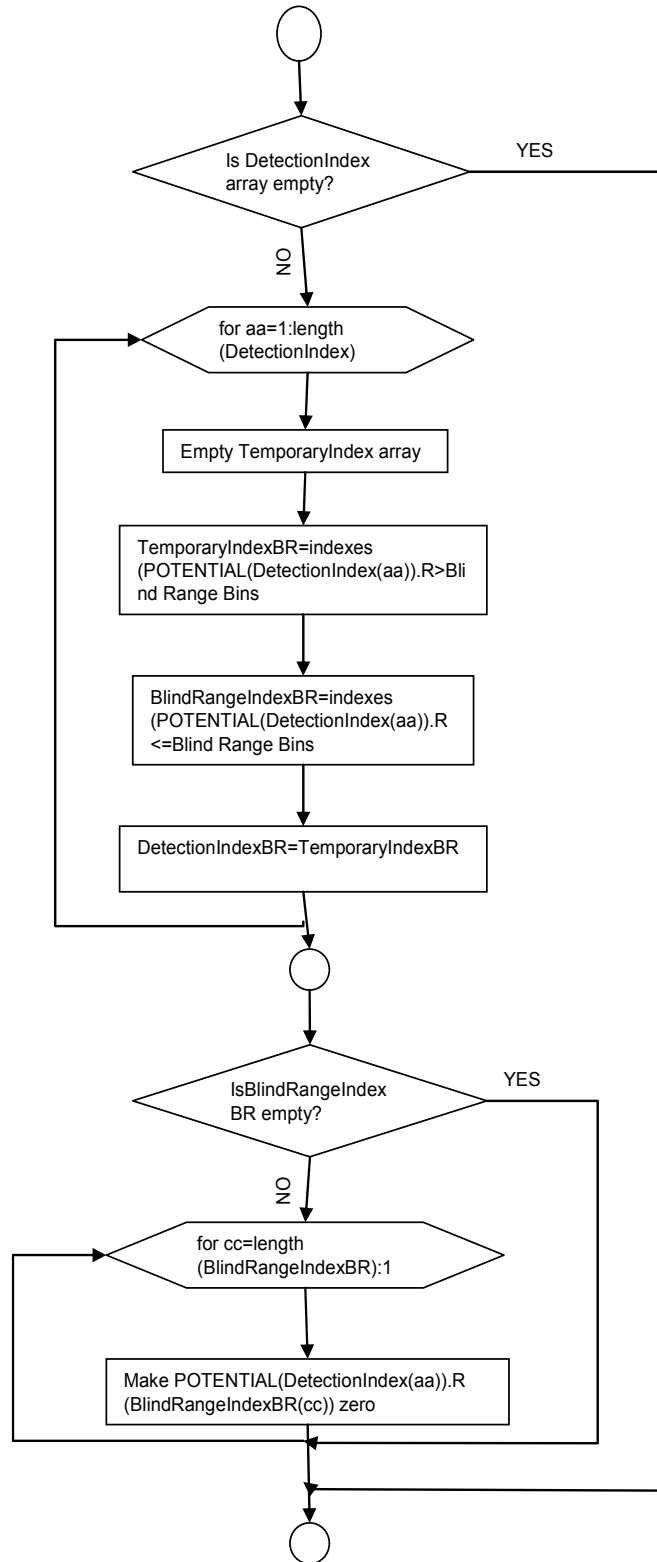 Is DetectionIndex
array empty?
YES
NO
for aa=1:length
(DetectionIndex)
Empty TemporaryIndex array
TemporaryIndexBR=indexes
(POTENTIAL(DetectionIndex(aa)).R>Bli
nd Range Bins
BlindRangeIndexBR=indexes
(POTENTIAL(DetectionIndex(aa)).R
<=Blind Range Bins
DetectionIndexBR=TemporaryIndexBR
IsBlindRangeIndex
BR empty?
YES
NO
for cc=length
(BlindRangeIndexBR):1
Make POTENTIAL(DetectionIndex(aa)).R
(BlindRangeIndexBR(cc)) zero